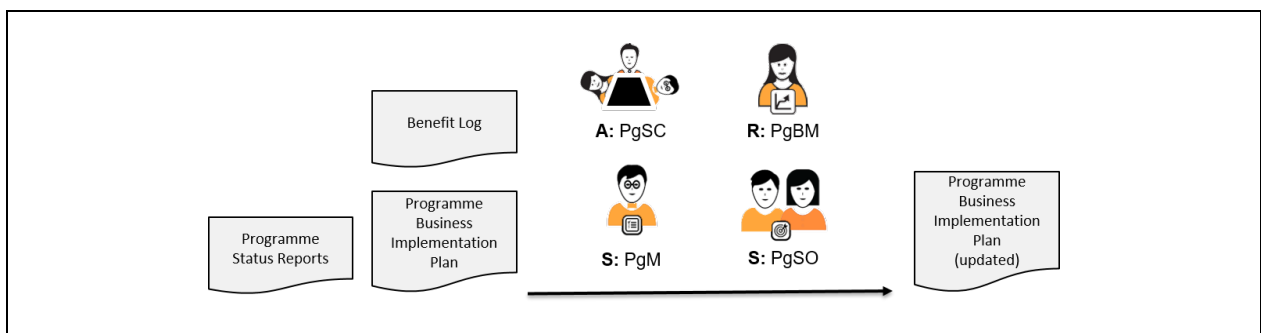 Benefit Log
Programme
Status Reports
Programme
Business
Implementation
Plan
A: PgSC
R: PgBM
S: PgM
S: PgSO
Programme
Business
Implementation
Plan
(updated)